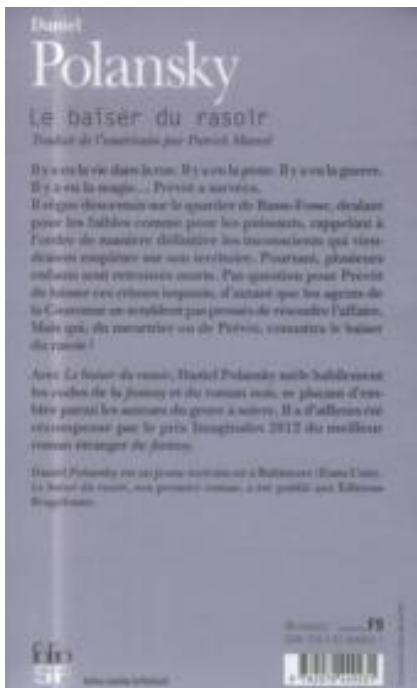 Daniel
Polansky
Le baiser du rasoir
Traduit de l'américain par Patrick Marcel
Il y a eu la vie dans la rue. Il y a eu la peste. Il y a eu la guerre.
Il y a eu la magie... Prévôt a survécu.
Il règne désormais sur le quartier de Basse-Fosse, dealant
pour les faibles comme pour les puissants, rappelant à
l'ordre de manière définitive les inconscients qui vien-
draient empiéter sur son territoire. Pourtant, plusieurs
enfants sont retrouvés morts. Pas question pour Prévôt
de laisser ces crimes impunis, d'autant que les agents de
la Couronne ne semblent pas pressés de résoudre l'affaire.
Mais qui, du meurtrier ou de Prévôt, connaîtra le baiser
du rasoir ?
Avec Le baiser du rasoir, Daniel Polansky mêle habilement
les codes de la fantasy et du roman noir, se plaçant d'em-
blée parmi les auteurs du genre à suivre. Il a d'ailleurs été
récompensé par le prix Imaginales 2012 du meilleur
roman étranger de fantasy.
Daniel Polansky est un jeune écrivain né à Baltimore (États-Unis).
Le baiser du rasoir, son premier roman, a été publié aux Éditions
Bragelonne.
F9
folio
SF